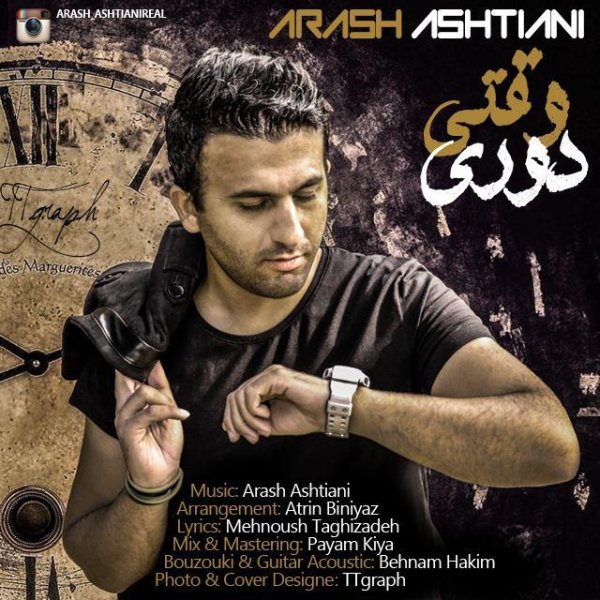 ARASH_ASHTIANIREAL
ARASH ASHTIANI
وقتی
دوری
TTgraph
des Marguerites
Music: Arash Ashtiani
Arrangement: Atrin Biniyaz
Lyrics: Mehnoush Taghizadeh
Mix & Mastering: Payam Kiya
Bouzouki & Guitar Acoustic: Behnam Hakim
Photo & Cover Designe: TTgraph